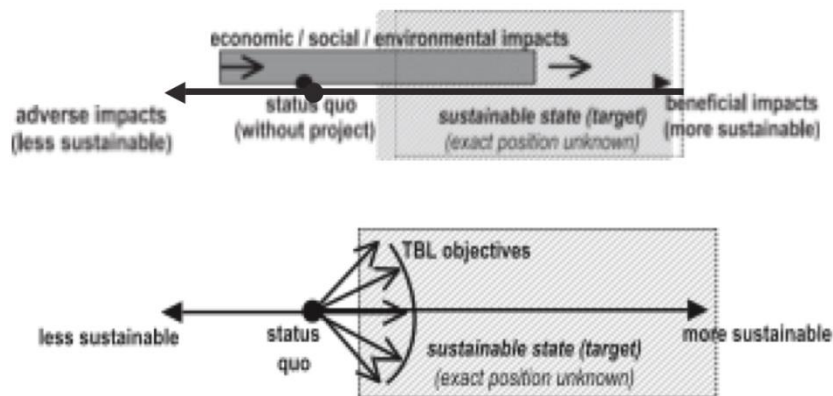 economic / social / environmental impacts
adverse impacts
(less sustainable)
status quo
(without project)
sustainable state (target)
(exact position unknown)
beneficial impacts
(more sustainable)
TBL objectives
less sustainable
status
quo
sustainable state (target)
(exact position unknown)
more sustainable